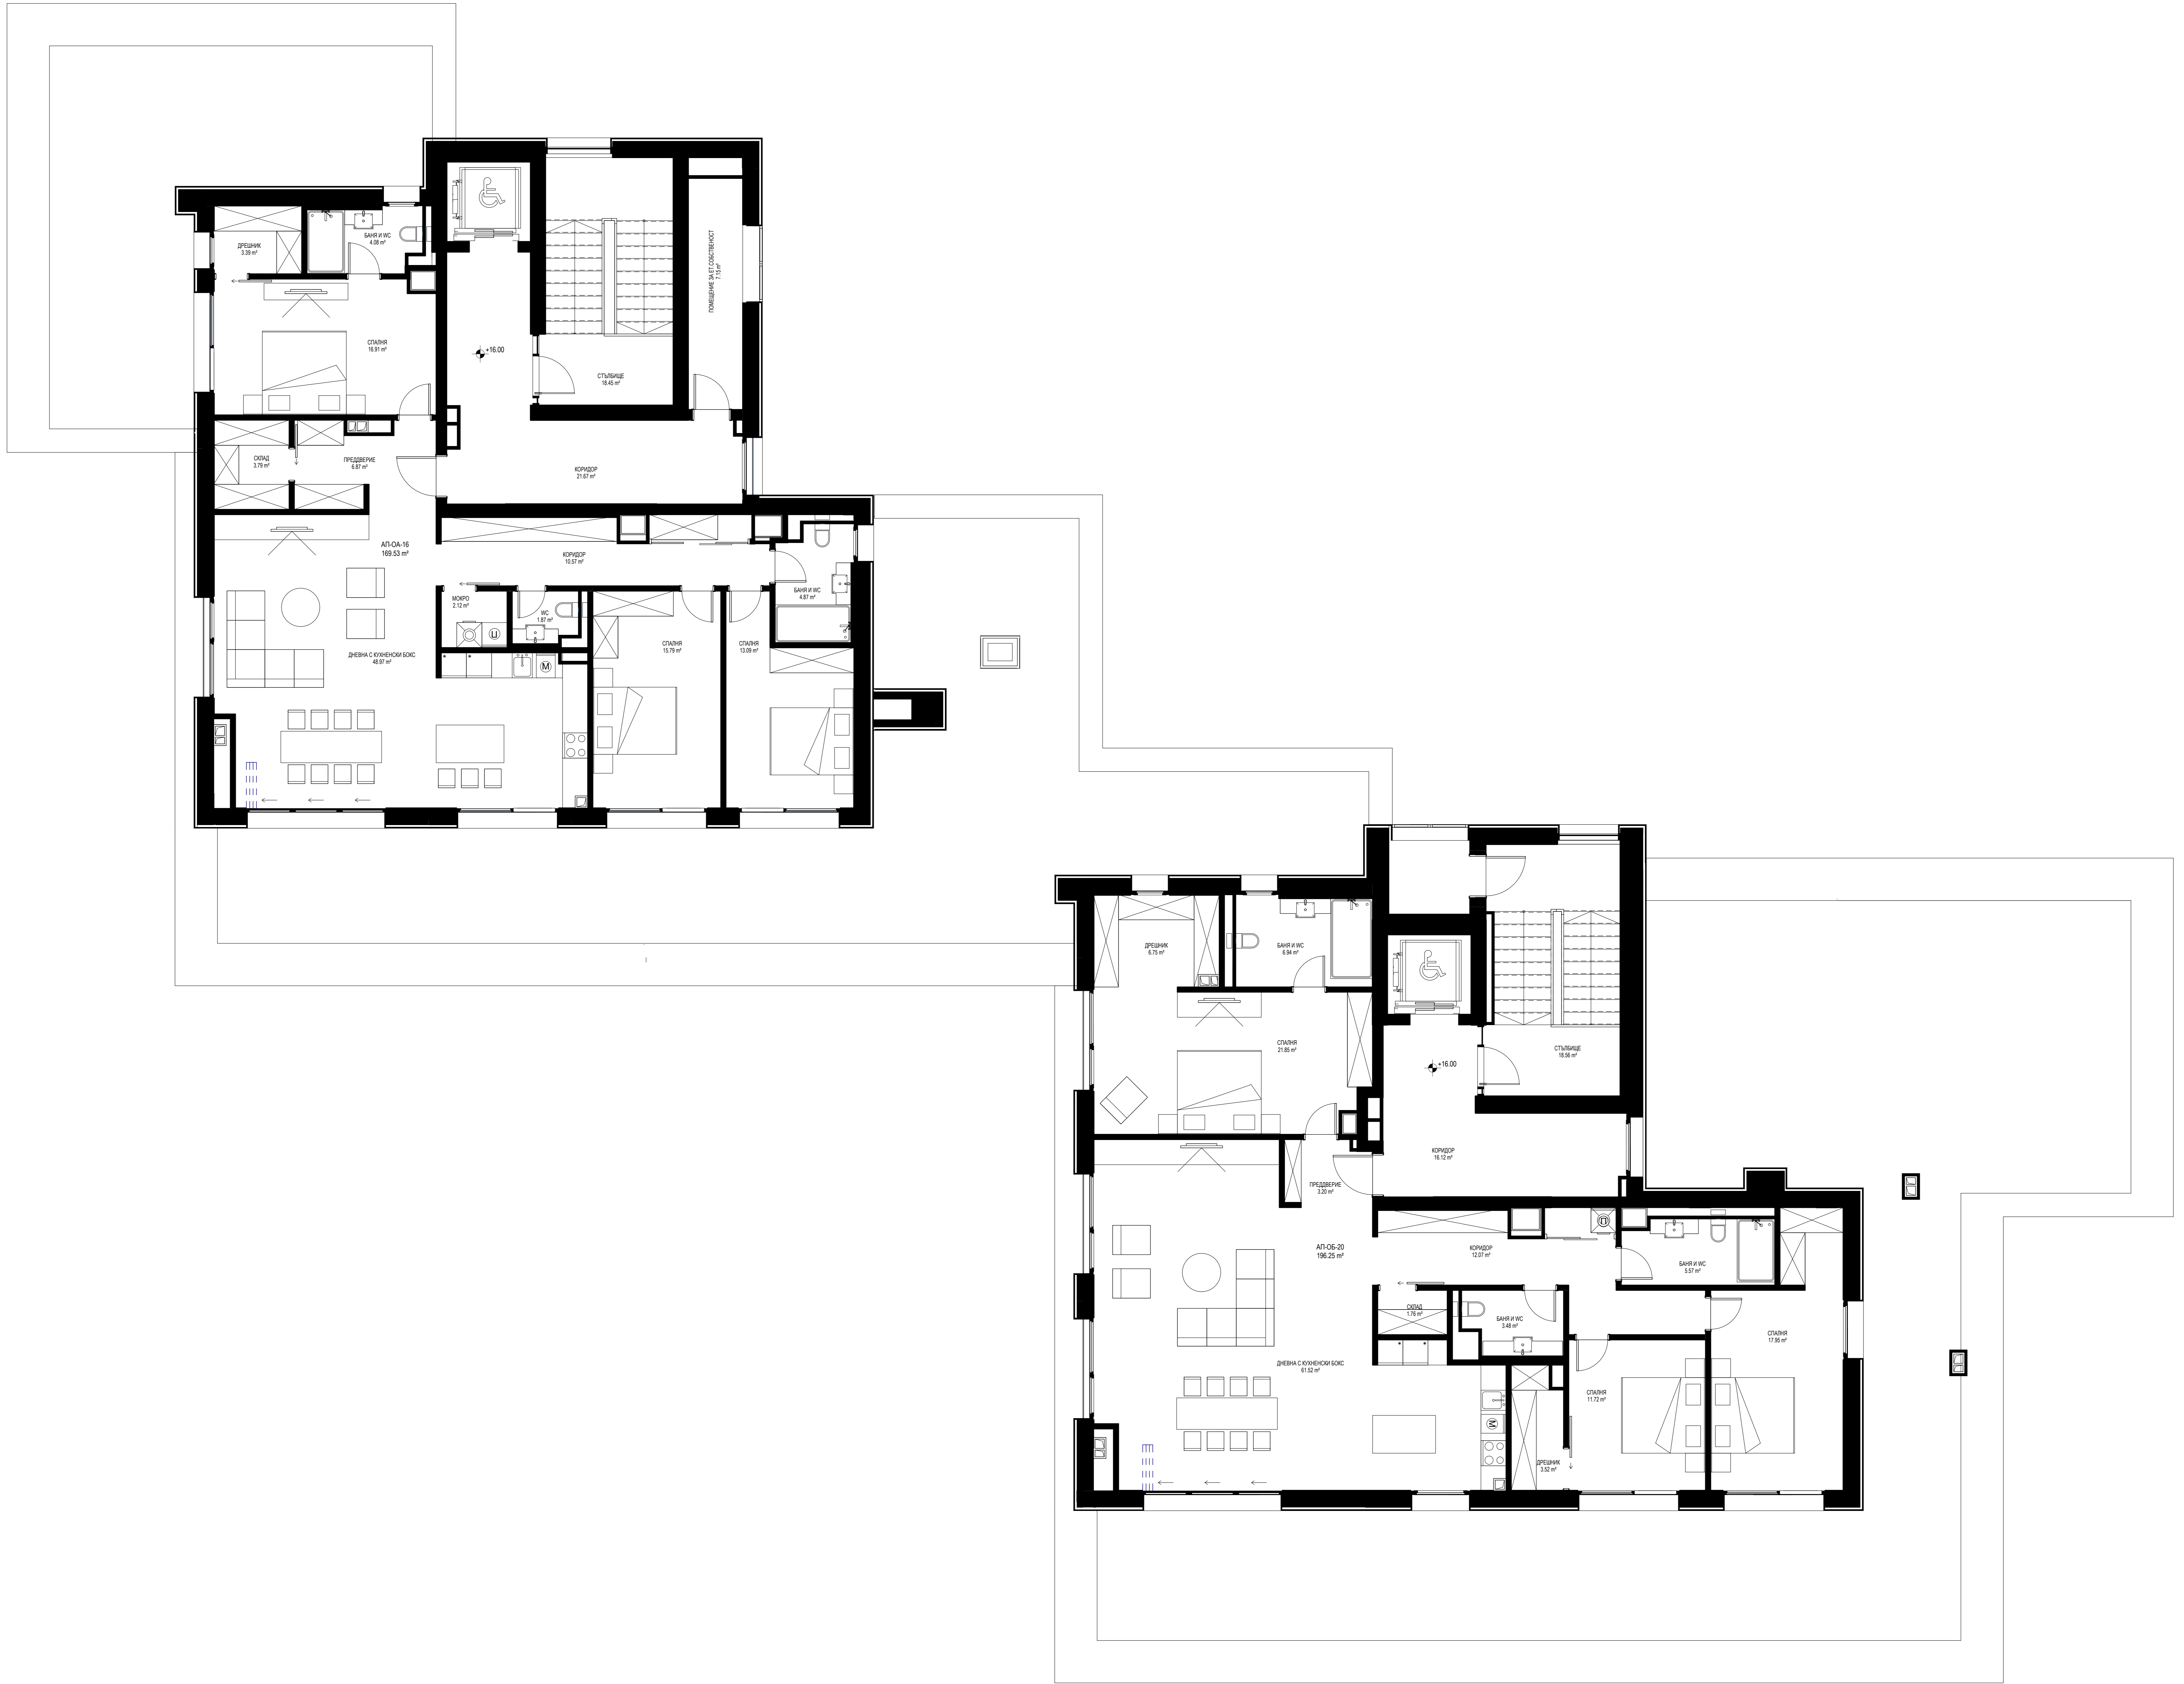 ДРЕШНИК
3.39 m²
БАНЯ И WC
4.08 m²
ПОМЕЩЕНИЕ ЗА ЕТ.СОБСТВЕНОСТ
7.15 m²
СПАЛНЯ
16.91 m²
+16.00
СТЪЛБИЩЕ
18.45 m²
СКЛАД
3.79 m²
ПРЕДДВЕРИЕ
6.87 m²
КОРИДОР
21.67 m²
АП-ОА-16
169.53 m²
КОРИДОР
10.57 m²
МОКРО
2.12 m²
WC
1.87 m²
БАНЯ И WC
4.87 m²
П
ДНЕВНА С КУХНЕНСКИ БОКС
48.97 m²
М
СПАЛНЯ
15.79 m²
СПАЛНЯ
13.09 m²
ДРЕШНИК
6.75 m²
БАНЯ И WC
6.94 m²
СПАЛНЯ
21.85 m²
+16.00
СТЪЛБИЩЕ
18.56 m²
КОРИДОР
16.12 m²
ПРЕДДВЕРИЕ
3.20 m²
АП-ОБ-20
196.25 m²
КОРИДОР
12.07 m²
П
БАНЯ И WC
5.57 m²
СКЛАД
1.76 m²
БАНЯ И WC
3.48 m²
СПАЛНЯ
17.95 m²
ДНЕВНА С КУХНЕНСКИ БОКС
61.52 m²
СПАЛНЯ
11.72 m²
М
ДРЕШНИК
3.52 m²